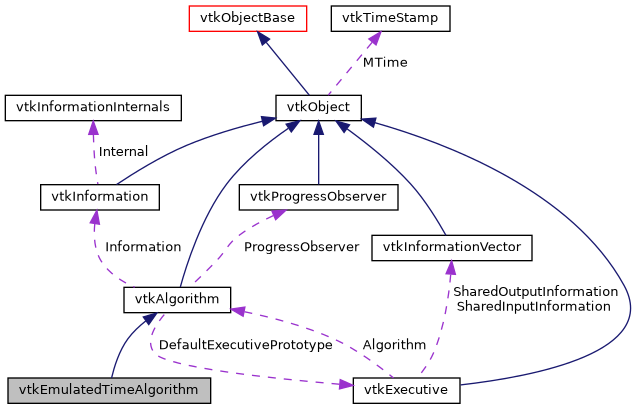 vtkObjectBase
vtkTimeStamp
MTime
vtkInformationInternals
vtkObject
Internal
vtkInformation
vtkProgressObserver
Information
ProgressObserver
vtkInformationVector
vtkAlgorithm
SharedOutputInformation
SharedInputInformation
DefaultExecutivePrototype
Algorithm
vtkEmulatedTimeAlgorithm
vtkExecutive